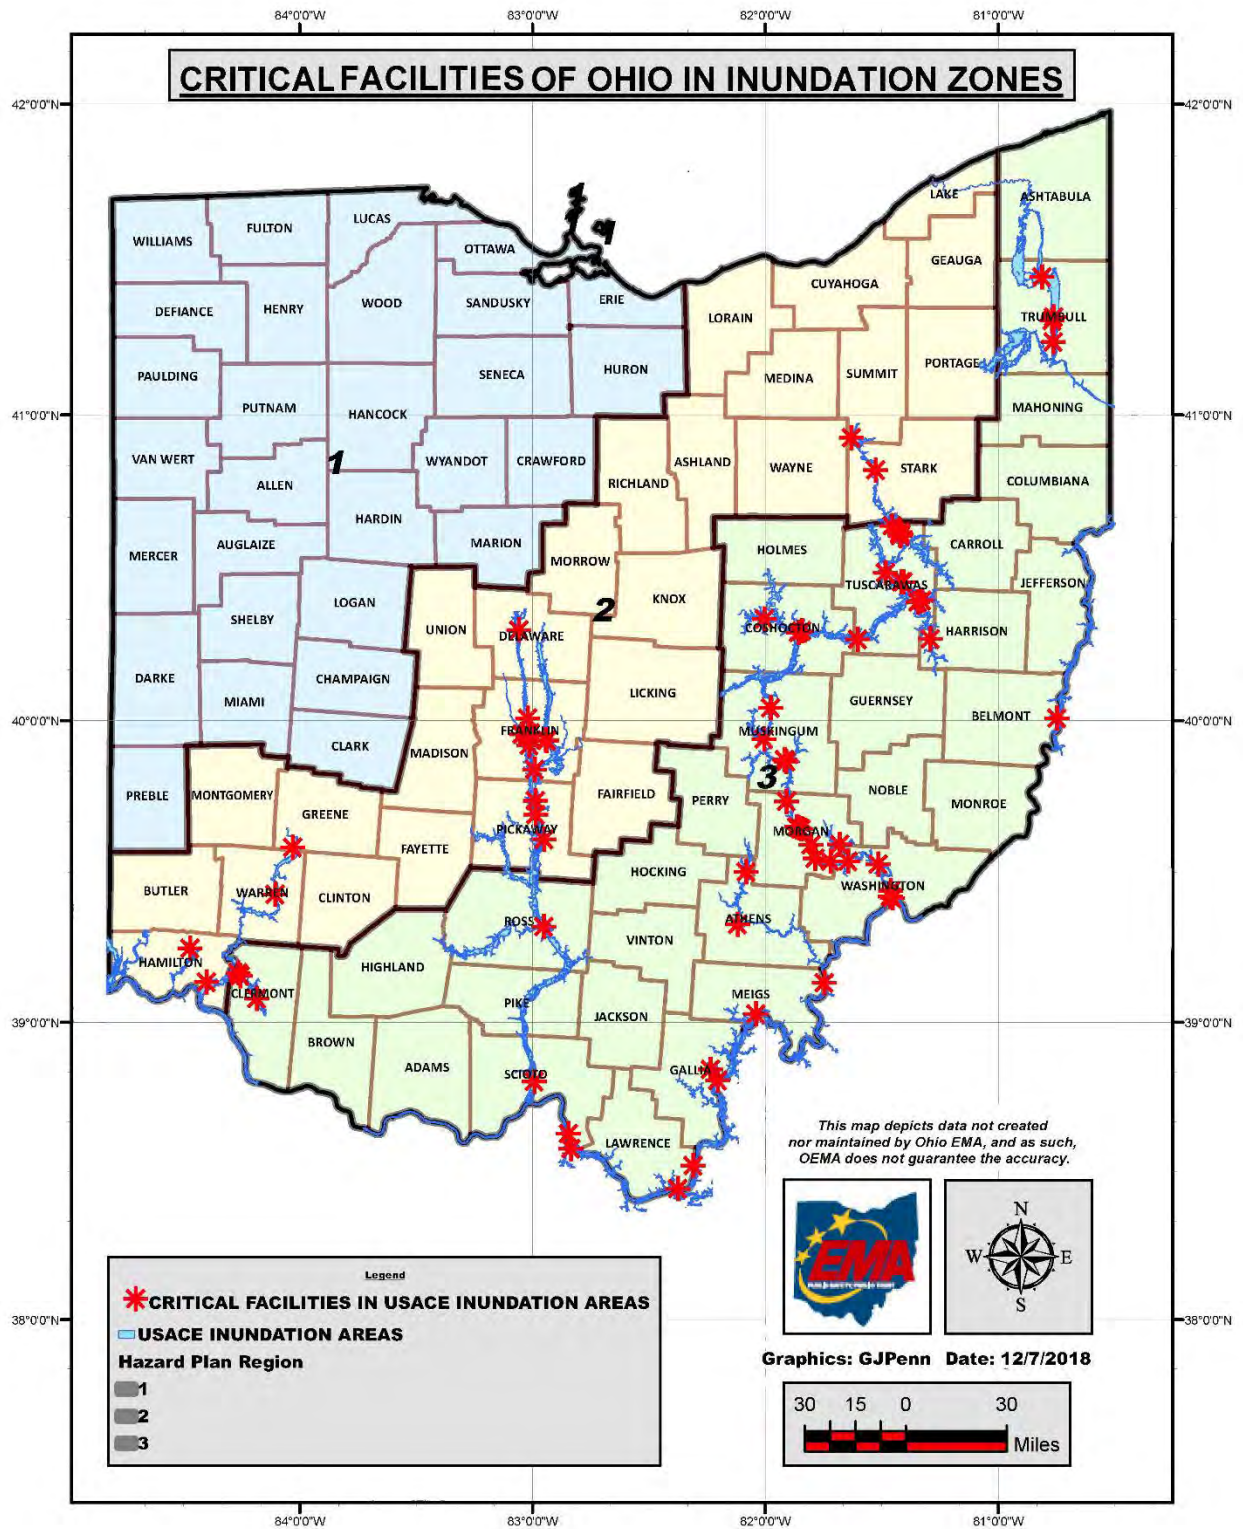 84°0'0"W 83°0'0"W 82°0'0"W 81°0'0"W
CRITICAL FACILITIES OF OHIO IN INUNDATION ZONES
42°0'0"N 42°0'0"N
LAKE
ASHTABULA
LUCAS
FULTON
WILLIAMS
OTTAWA
GEAUGA
CUYAHOGA
ERIE
SANDUSKY
WOOD
HENRY
DEFIANCE
LORAIN
TRUMBULL
PORTAGE
HURON
SENECA
SUMMIT
MEDINA
PAULDING
PUTNAM
HANCOCK
MAHONING
41°0'0"N 41°0'0"N
VAN WERT
1
WYANDOT
CRAWFORD
ASHLAND
WAYNE
STARK
ALLEN
RICHLAND
COLUMBIANA
HARDIN
MARION
AUGLAIZE
MERCER
HOLMES
CARROLL
MORROW
JEFFERSON
TUSCARAWAS
LOGAN
KNOX
2
SHELBY
UNION
DELAWARE
COSHOCTON
HARRISON
DARKE
CHAMPAIGN
LICKING
MIAMI
GUERNSEY
BELMONT
40°0'0"N 40°0'0"N
FRANKLIN
MUSKINGUM
CLARK
MADISON
3
PREBLE
MONTGOMERY
FAIRFIELD
PERRY
NOBLE
MONROE
GREENE
PICKAWAY
MORGAN
FAYETTE
HOCKING
BUTLER
WARREN
CLINTON
WASHINGTON
ROSS
ATHENS
VINTON
HAMILTON
HIGHLAND
CLERMONT
MEIGS
PIKE
JACKSON
39°0'0"N 39°0'0"N
BROWN
ADAMS
SCIOTO
GALLIA
LAWRENCE
This map depicts data not created
nor maintained by Ohio EMA, and as such,
OEMA does not guarantee the accuracy.
EMA
N
W E
S
Legend
CRITICAL FACILITIES IN USACE INUNDATION AREAS
USACE INUNDATION AREAS
Hazard Plan Region
1
2
3
38°0'0"N 38°0'0"N
Graphics: GJPenn Date: 12/7/2018
30 15 0 30
Miles
84°0'0"W 83°0'0"W 82°0'0"W 81°0'0"W